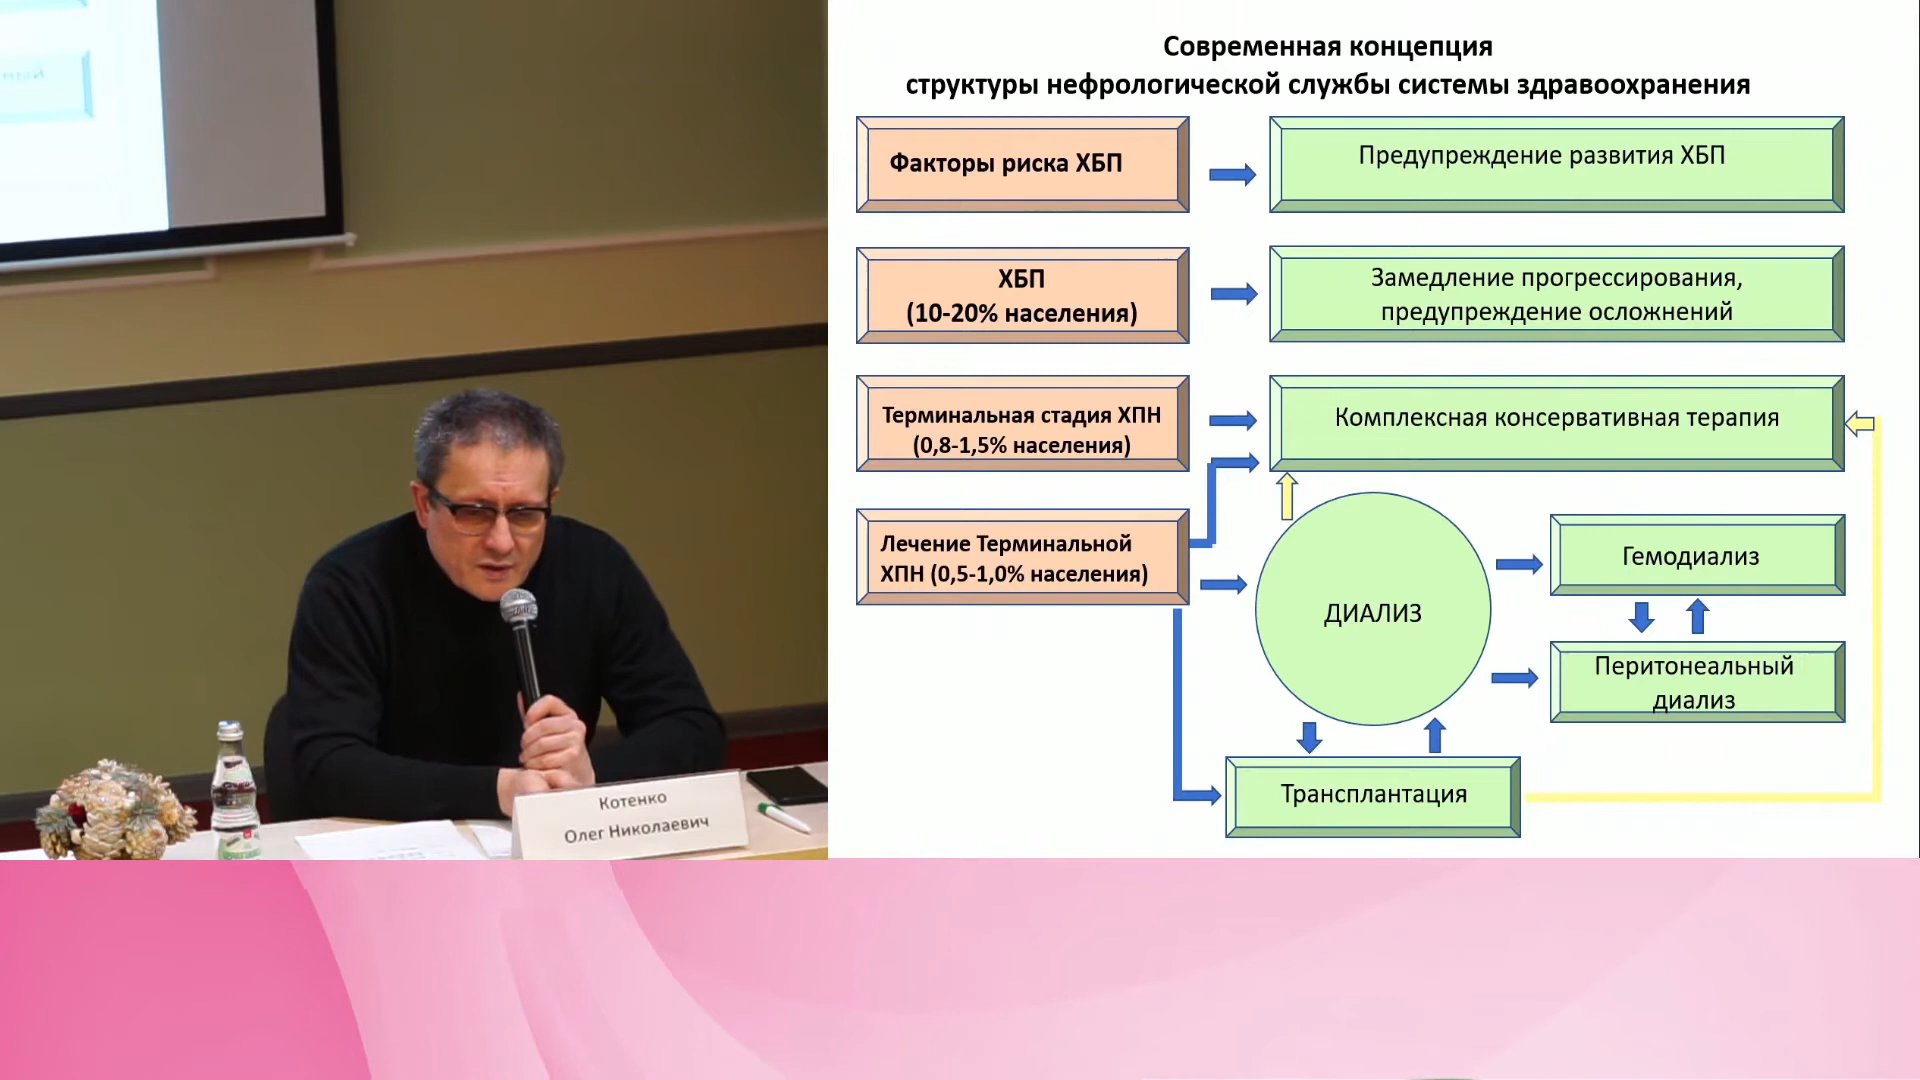 Современная концепция
структуры нефрологической службы системы здравоохранения
Факторы риска ХБП
Предупреждение развития ХБП
ХБП
(10-20% населения)
Замедление прогрессирования,
предупреждение осложнений
Терминальная стадия ХПН
(0,8-1,5% населения)
Комплексная консервативная терапия
Лечение Терминальной
ХПН (0,5-1,0% населения)
ДИАЛИЗ
Гемодиализ
Перитонеальный
диализ
Трансплантация
Котенко
Олег Николаевич